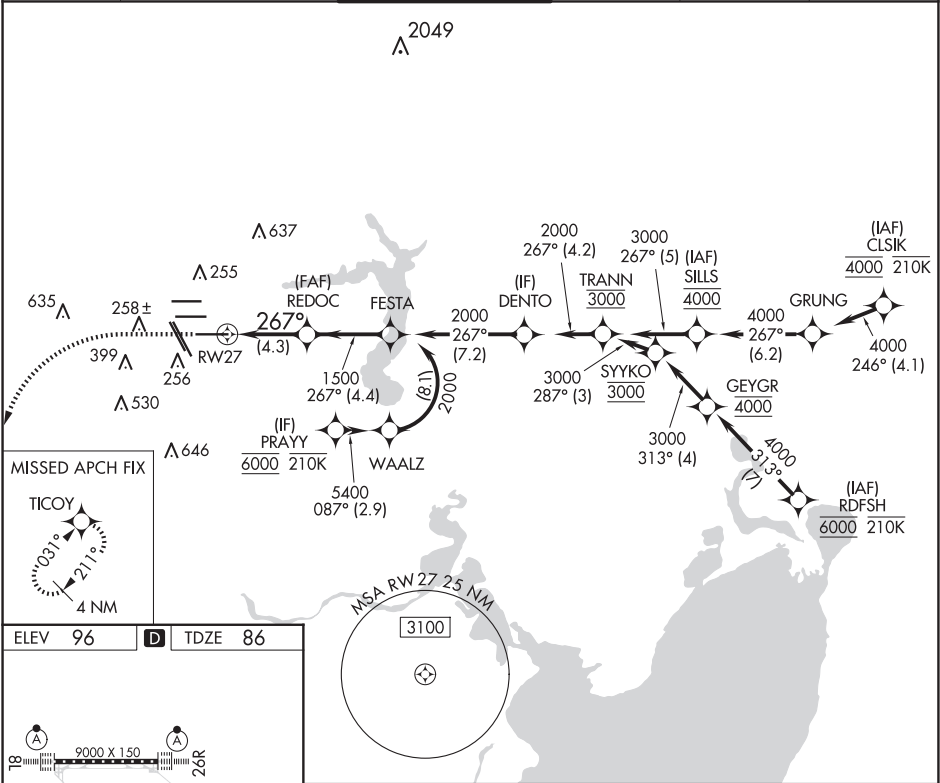 2049
637
255
635
258±
399
256
530
646
RW27
267°
(4.3)
(FAF)
REDOC
1500
267° (4.4)
FESTA
2000
267°
(7.2)
(IF)
DENTO
2000
267° (4.2)
TRANN
3000
3000
267° (5)
(IAF)
SILLS
4000
4000
267°
(6.2)
GRUNG
(IAF)
CLSIK
4000 210K
4000
246° (4.1)
(IF)
PRAYY
6000 210K
5400
087° (2.9)
WAALZ
(8.1)
2000
3000
287° (3)
SYYKO
3000
3000
313° (4)
GEYGR
4000
4000
313°
(7)
(IAF)
RDFSH
6000 210K
MISSED APCH FIX
TICOY
031°
211°
4 NM
MSA RW27 25 NM
3100
ELEV 96 D TDZE 86
A
A
8L
9000 X 150
26R